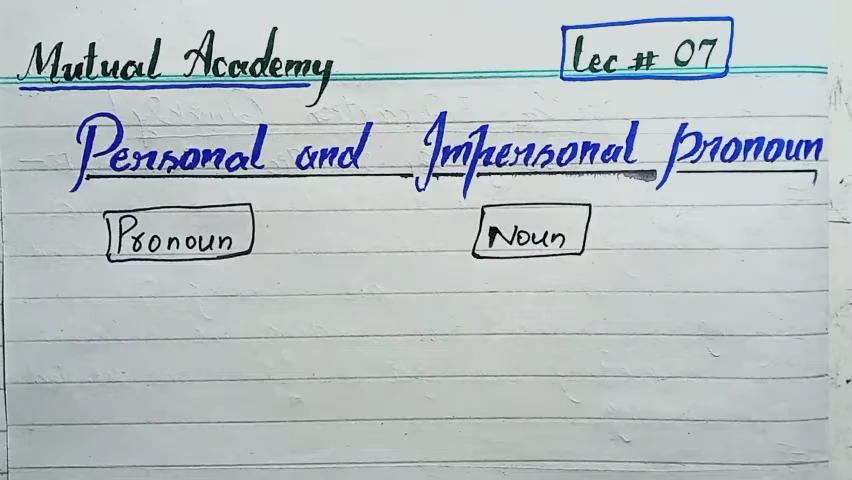 Mutual Academy
Lec # 07
Personal and Impersonal pronoun
Pronoun
Noun